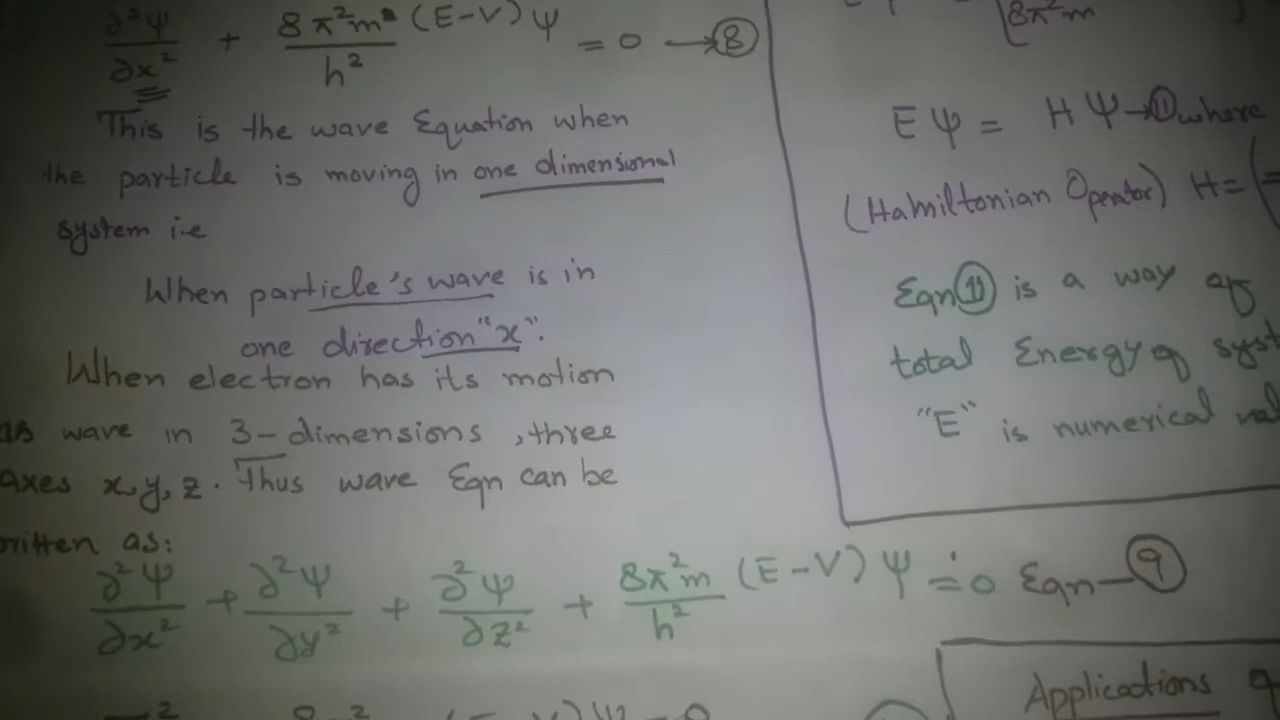 ∂²Ψ/∂x² + 8π²m/h² (E-V)Ψ = 0 → ⑧
This is the wave Equation when
the particle is moving in one dimensional
system i.e
When particle's wave is in
one direction "x".
When electron has its motion
as wave in 3-dimensions, three
axes x, y, z. Thus wave Eqn can be
written as:
∂²Ψ/∂x² + ∂²Ψ/∂y² + ∂²Ψ/∂z² + 8π²m/h² (E-V)Ψ = 0 Eqn-⑨
8π²m
EΨ = HΨ → ⑪ where
(Hamiltonian Operator) H = (
Eqn ⑪ is a way of
total Energy of syst
"E" is numerical val
Applications